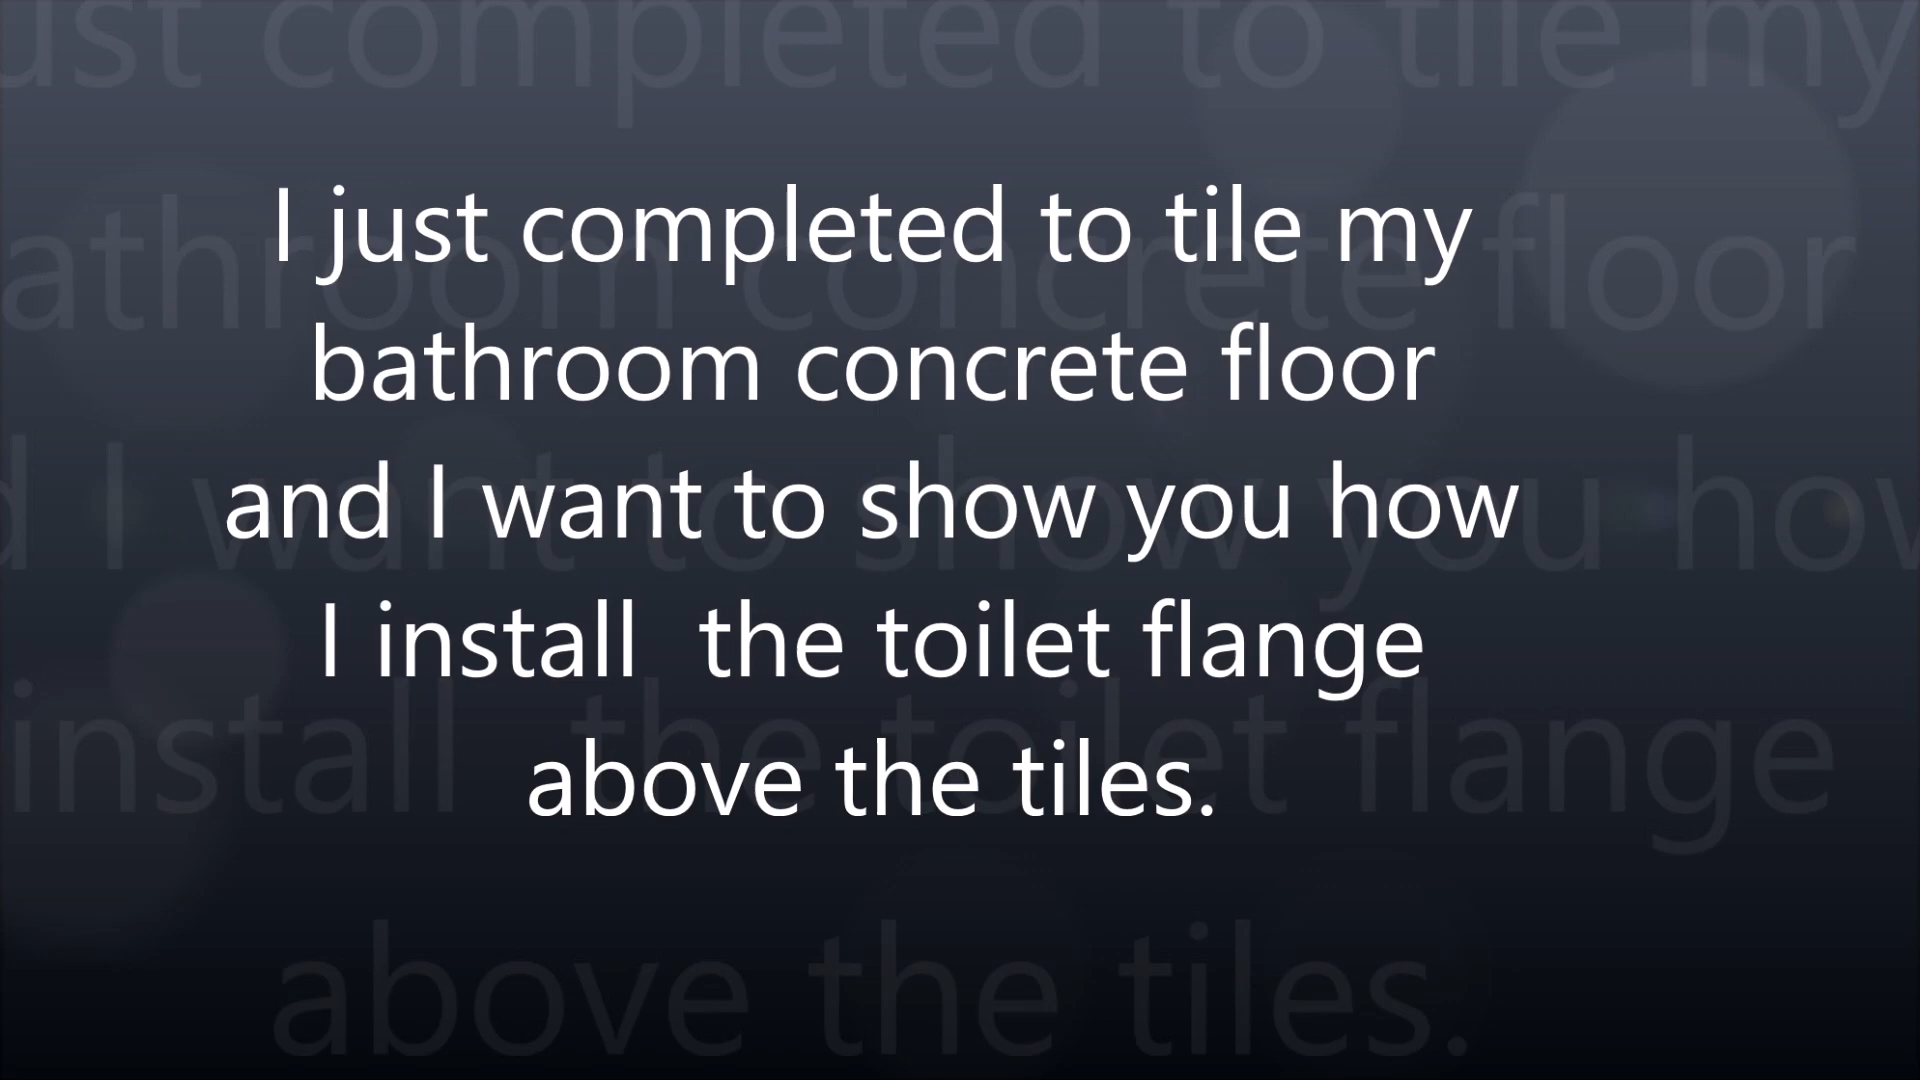 I just completed to tile my
bathroom concrete floor
and I want to show you how
I install  the toilet flange
above the tiles.